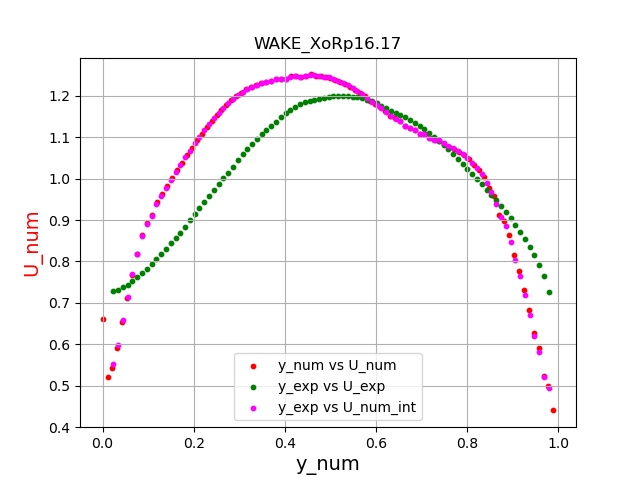 WAKE_XoRp16.17
U_num
1.2
1.1
1.0
0.9
0.8
0.7
0.6
0.5
0.4
y_num vs U_num
y_exp vs U_exp
y_exp vs U_num_int
0.0 0.2 0.4 0.6 0.8 1.0
y_num